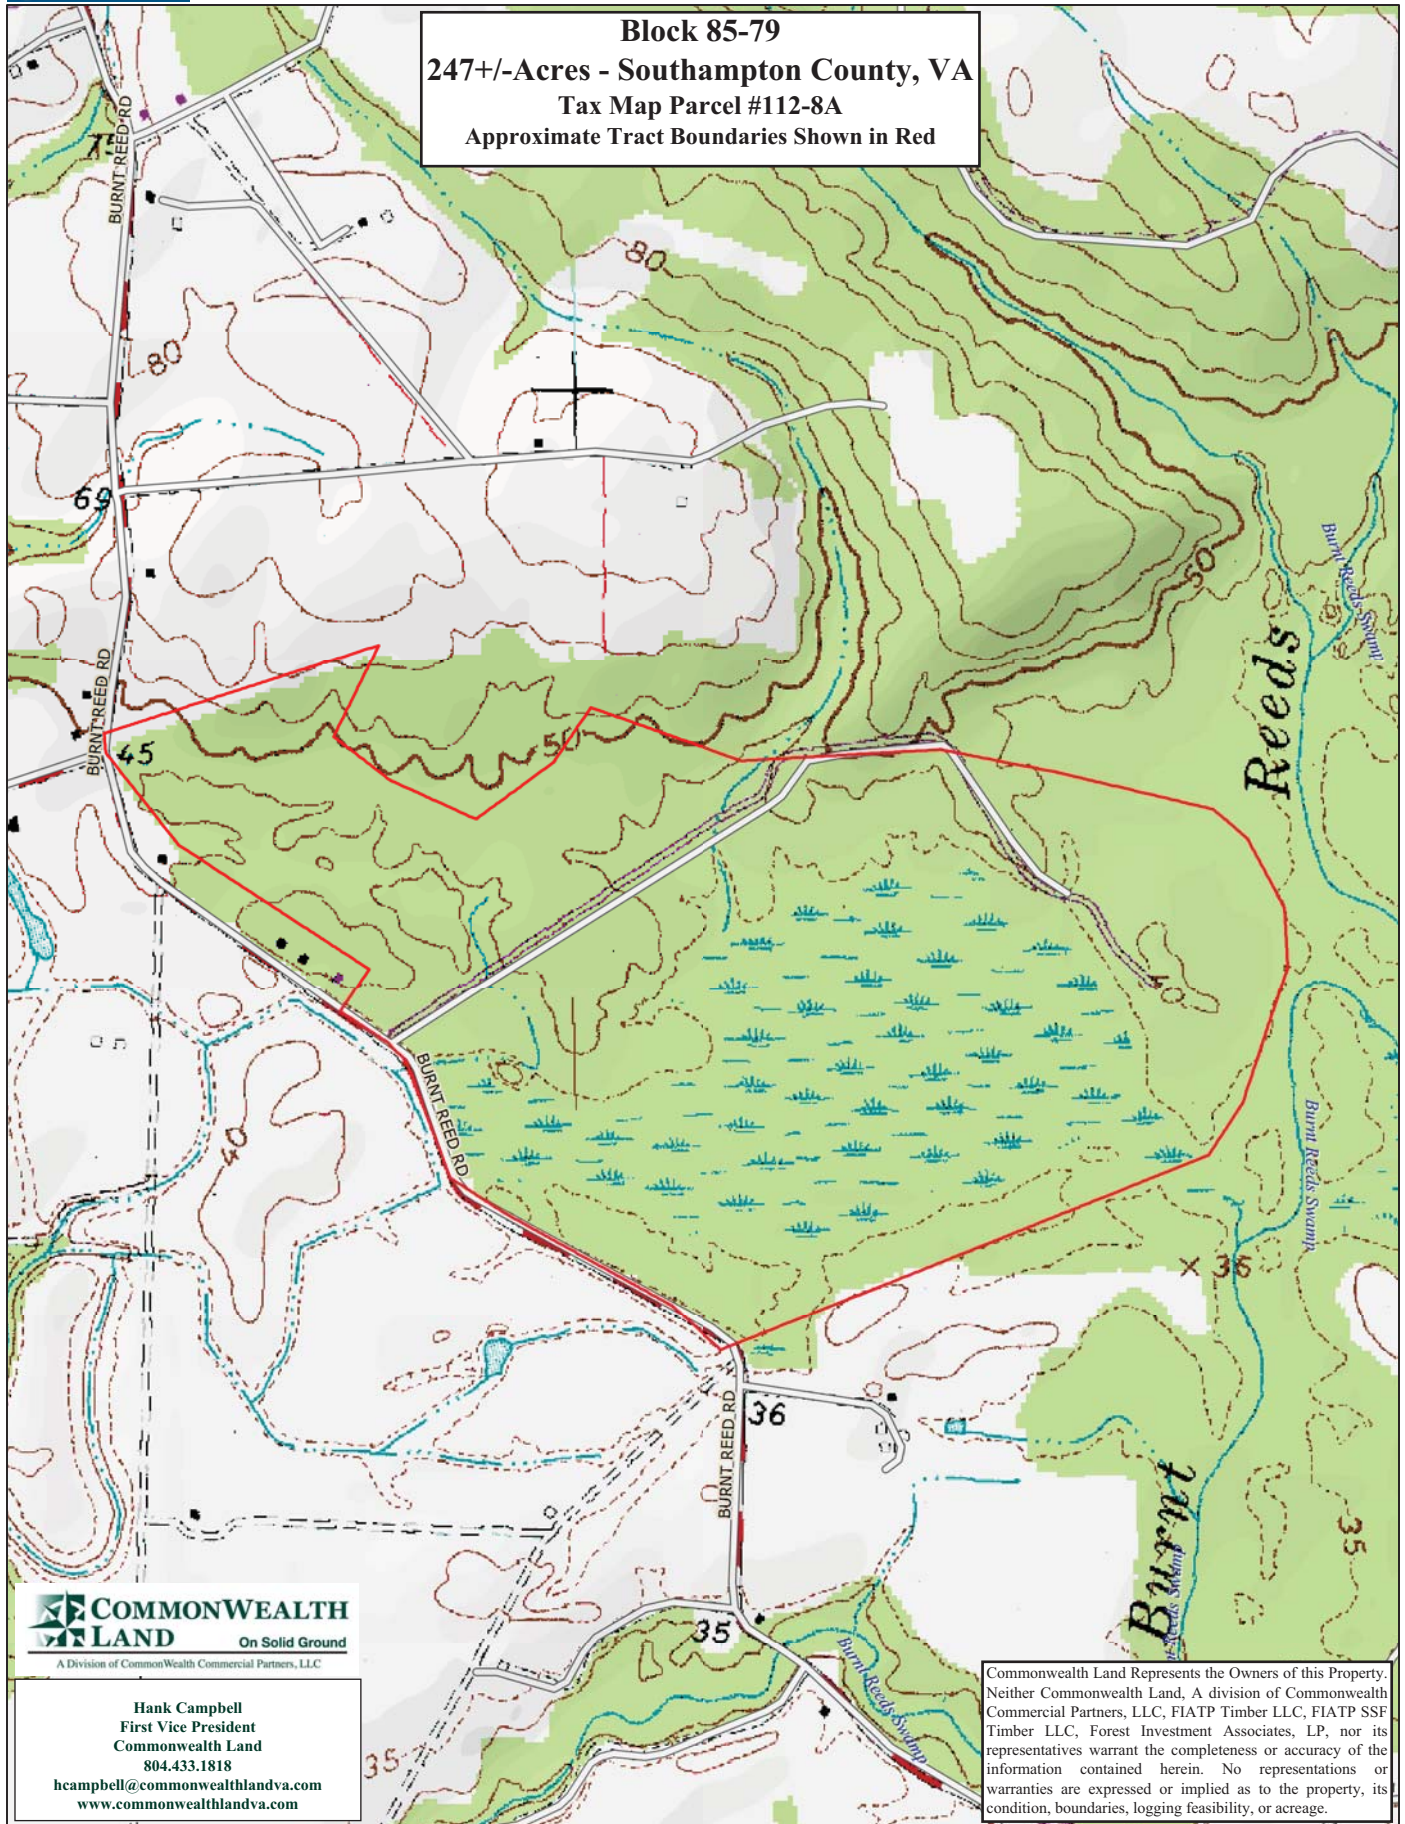 Block 85-79
247+/-Acres - Southampton County, VA
Tax Map Parcel #112-8A
Approximate Tract Boundaries Shown in Red
BURNT REED RD
80
80
69
50
Burnt Reeds Swamp
Reeds
BURNT REED RD
45
50
40
BURNT REED RD
40
Burnt Reeds Swamp
× 36
36
BURNT REED RD
35
Burnt
35
Burnt Reeds Swamp
35
COMMONWEALTH
LAND On Solid Ground
A Division of CommonWealth Commercial Partners, LLC
Hank Campbell
First Vice President
Commonwealth Land
804.433.1818
hcampbell@commonwealthlandva.com
www.commonwealthlandva.com
Commonwealth Land Represents the Owners of this Property.
Neither Commonwealth Land, A division of Commonwealth
Commercial Partners, LLC, FIATP Timber LLC, FIATP SSF
Timber LLC, Forest Investment Associates, LP, nor its
representatives warrant the completeness or accuracy of the
information contained herein. No representations or
warranties are expressed or implied as to the property, its
condition, boundaries, logging feasibility, or acreage.